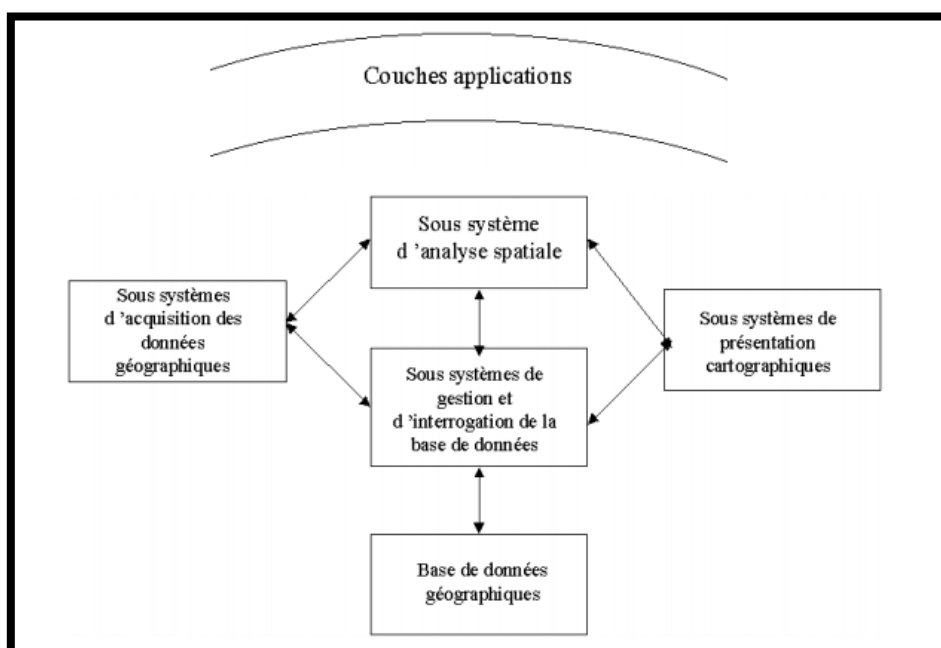 Couches applications
Sous système
d ’analyse spatiale
Sous systèmes
d ’acquisition des
données
géographiques
Sous systèmes de
présentation
cartographiques
Sous systèmes de
gestion et
d ’interrogation de la
base de données
Base de données
géographiques